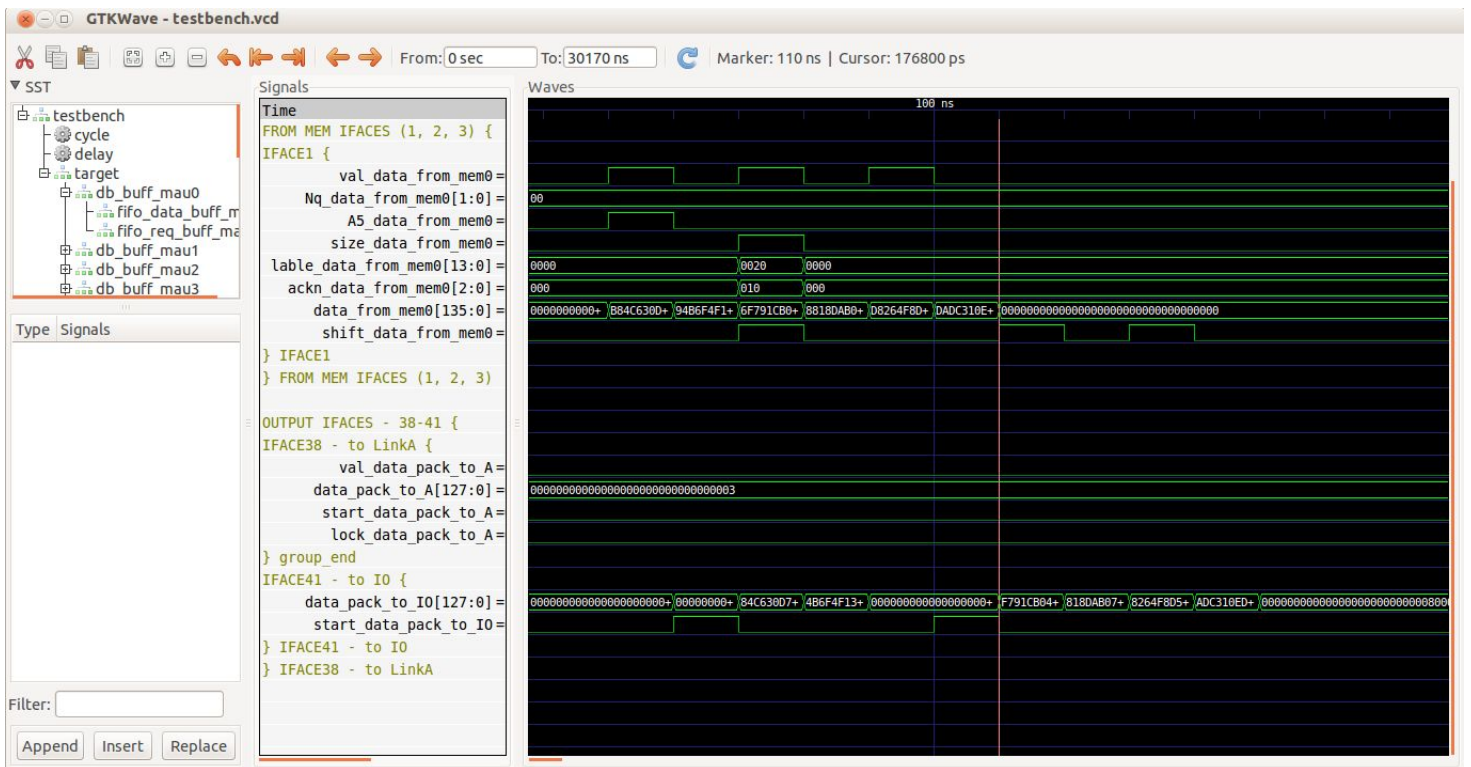 GTKWave - testbench.vcd
From: 0 sec To: 30170 ns Marker: 110 ns | Cursor: 176800 ps
SST
testbench
cycle
delay
target
db_buff_mau0
fifo_data_buff_m
fifo_req_buff_ma
db_buff_mau1
db_buff_mau2
db_buff_mau3
Type Signals
Filter:
Append Insert Replace
Signals
Time
FROM MEM IFACES (1, 2, 3) {
IFACE1 {
val_data_from_mem0=
Nq_data_from_mem0[1:0]=
A5_data_from_mem0=
size_data_from_mem0=
lable_data_from_mem0[13:0]=
ackn_data_from_mem0[2:0]=
data_from_mem0[135:0]=
shift_data_from_mem0=
} IFACE1
} FROM MEM IFACES (1, 2, 3)
OUTPUT IFACES - 38-41 {
IFACE38 - to LinkA {
val_data_pack_to_A=
data_pack_to_A[127:0]=
start_data_pack_to_A=
lock_data_pack_to_A=
} group_end
IFACE41 - to IO {
data_pack_to_IO[127:0]=
start_data_pack_to_IO=
} IFACE41 - to IO
} IFACE38 - to LinkA
Waves
100 ns
00
0000 0020 0000
000 010 000
0000000000+ B84C630D+ 94B6F4F1+ 6F791CB0+ 8818DAB0+ D8264F8D+ DADC310E+ 0000000000000000000000000000000000
00000000000000000000000000000003
000000000000000000000+ 00000000+ 84C630D7+ 4B6F4F13+ 000000000000000000+ F791CB04+ 818DAB07+ 8264F8D5+ ADC310ED+